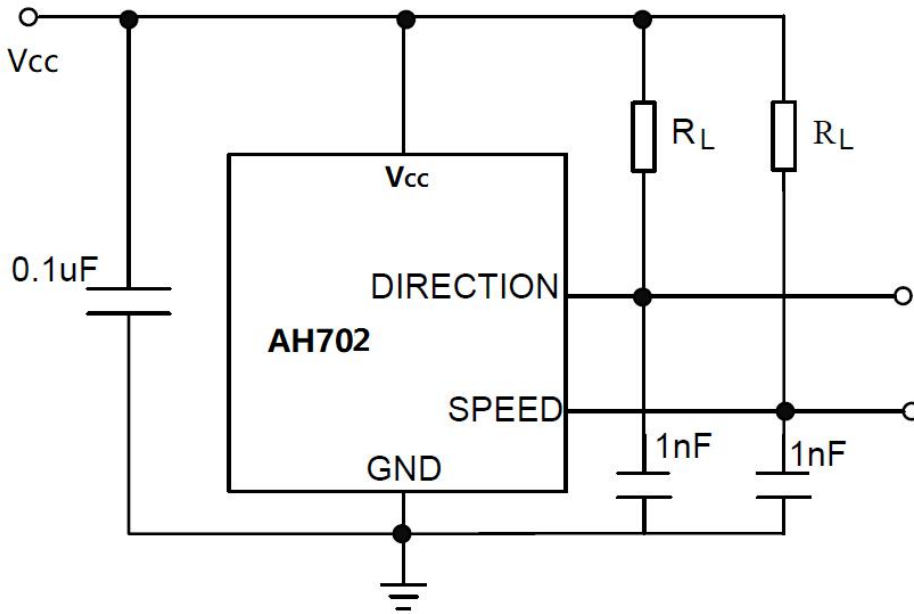 Vcc
RL
RL
Vcc
0.1uF
DIRECTION
AH702
SPEED
1nF
1nF
GND